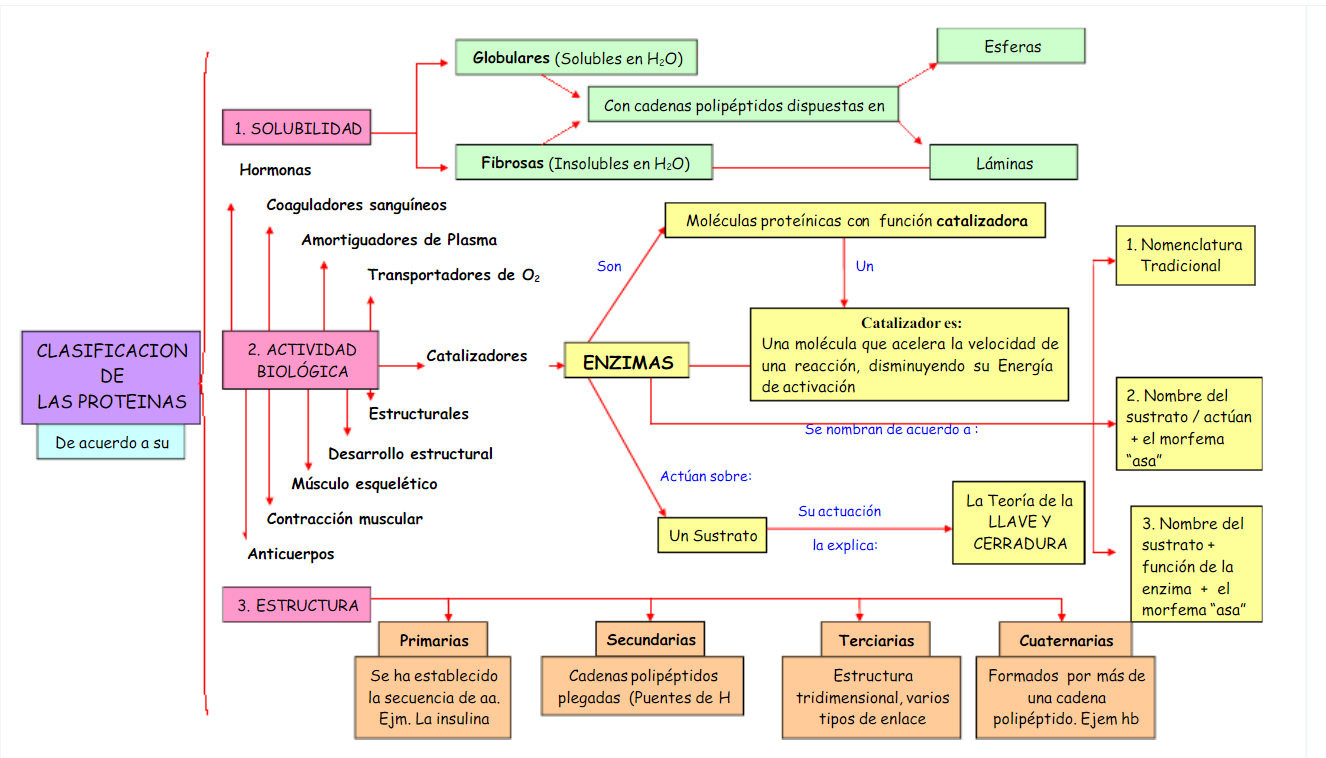 CLASIFICACION
DE
LAS PROTEINAS
De acuerdo a su
1. SOLUBILIDAD
Globulares (Solubles en H₂O)
Fibrosas (Insolubles en H₂O)
Con cadenas polipéptidos dispuestas en
Esferas
Láminas
Hormonas
Coaguladores sanguíneos
Amortiguadores de Plasma
Transportadores de O₂
2. ACTIVIDAD
BIOLÓGICA
Catalizadores
Estructurales
Desarrollo estructural
Músculo esquelético
Contracción muscular
Anticuerpos
ENZIMAS
Son
Moléculas proteínicas con función catalizadora
Un
Catalizador es:
Una molécula que acelera la velocidad de
una reacción, disminuyendo su Energía
de activación
Se nombran de acuerdo a :
1. Nomenclatura
Tradicional
2. Nombre del
sustrato / actúan
+ el morfema
“asa”
3. Nombre del
sustrato +
función de la
enzima + el
morfema “asa”
Actúan sobre:
Un Sustrato
Su actuación
la explica:
La Teoría de la
LLAVE Y
CERRADURA
3. ESTRUCTURA
Primarias
Se ha establecido
la secuencia de aa.
Ejm. La insulina
Secundarias
Cadenas polipéptidos
plegadas (Puentes de H
Terciarias
Estructura
tridimensional, varios
tipos de enlace
Cuaternarias
Formados por más de
una cadena
polipéptido. Ejem hb